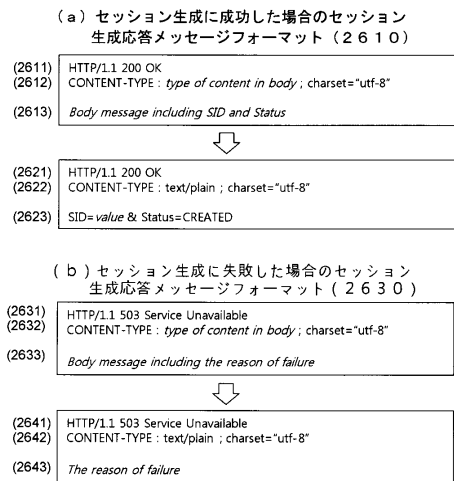 (a)セッション生成に成功した場合のセッション
生成応答メッセージフォーマット(2610)
(2611) HTTP/1.1 200 OK
(2612) CONTENT-TYPE : type of content in body ; charset="utf-8"
(2613) Body message including SID and Status
(2621) HTTP/1.1 200 OK
(2622) CONTENT-TYPE : text/plain ; charset="utf-8"
(2623) SID=value & Status=CREATED
(b)セッション生成に失敗した場合のセッション
生成応答メッセージフォーマット(2630)
(2631) HTTP/1.1 503 Service Unavailable
(2632) CONTENT-TYPE : type of content in body ; charset="utf-8"
(2633) Body message including the reason of failure
(2641) HTTP/1.1 503 Service Unavailable
(2642) CONTENT-TYPE : text/plain ; charset="utf-8"
(2643) The reason of failure